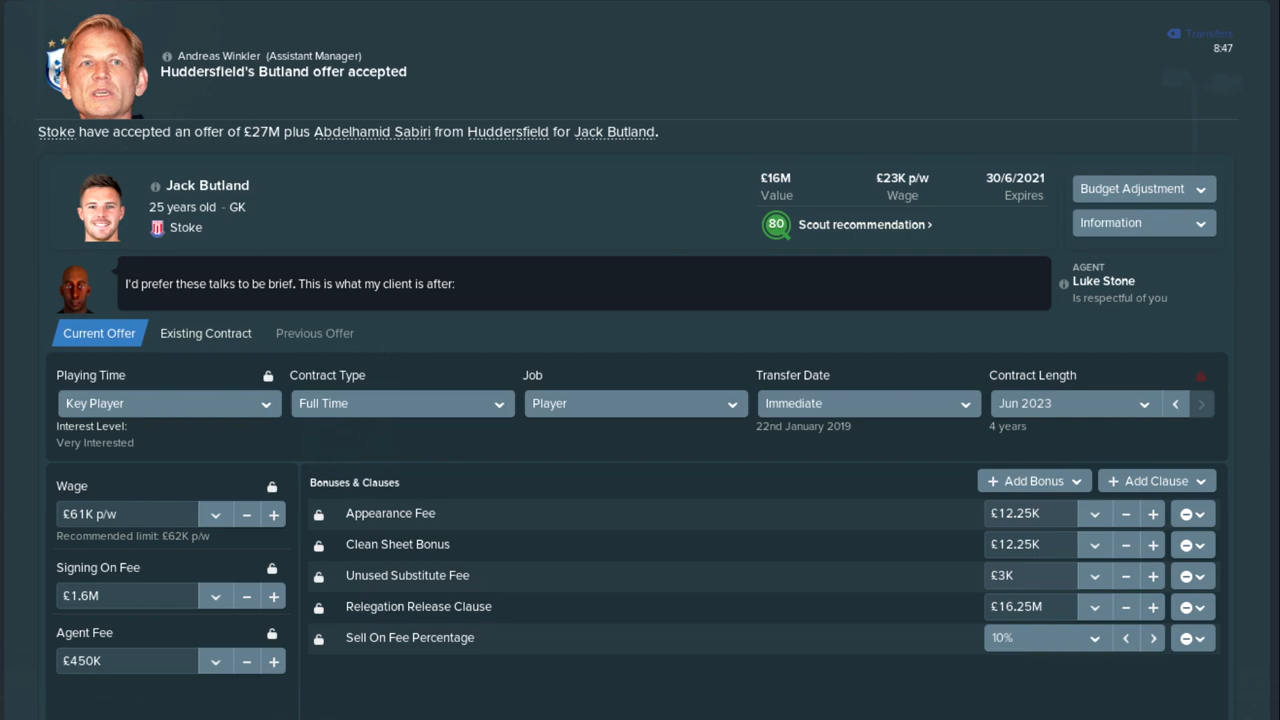 Transfers
8:47
Andreas Winkler (Assistant Manager)
Huddersfield's Butland offer accepted
Stoke have accepted an offer of £27M plus Abdelhamid Sabiri from Huddersfield for Jack Butland.
Jack Butland
25 years old - GK
Stoke
£16M £23K p/w 30/6/2021
Value Wage Expires
80 Scout recommendation >
Budget Adjustment
Information
I'd prefer these talks to be brief. This is what my client is after:
AGENT
Luke Stone
Is respectful of you
Current Offer Existing Contract Previous Offer
Playing Time Contract Type Job Transfer Date Contract Length
Key Player Full Time Player Immediate Jun 2023
Interest Level: 22nd January 2019 4 years
Very Interested
Wage
£61K p/w
Recommended limit: £62K p/w
Signing On Fee
£1.6M
Agent Fee
£450K
Bonuses & Clauses + Add Bonus + Add Clause
Appearance Fee £12.25K
Clean Sheet Bonus £12.25K
Unused Substitute Fee £3K
Relegation Release Clause £16.25M
Sell On Fee Percentage 10%